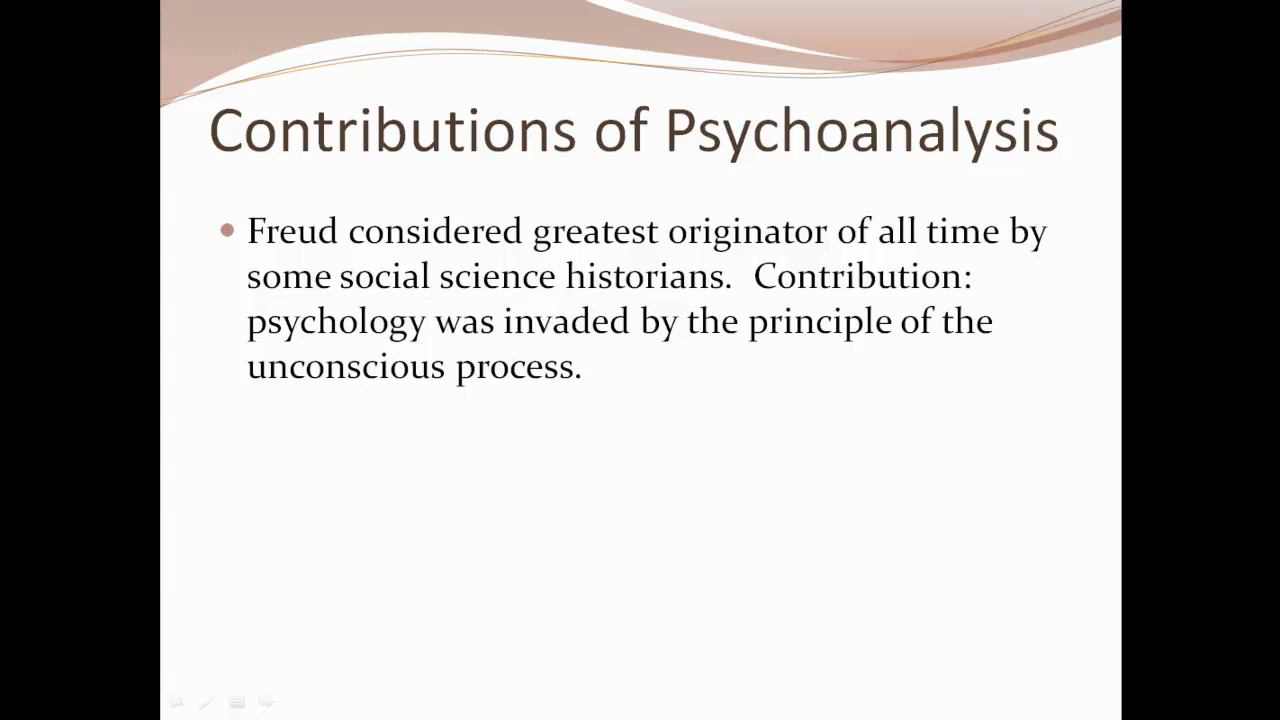 Contributions of Psychoanalysis
Freud considered greatest originator of all time by
some social science historians.  Contribution:
psychology was invaded by the principle of the
unconscious process.